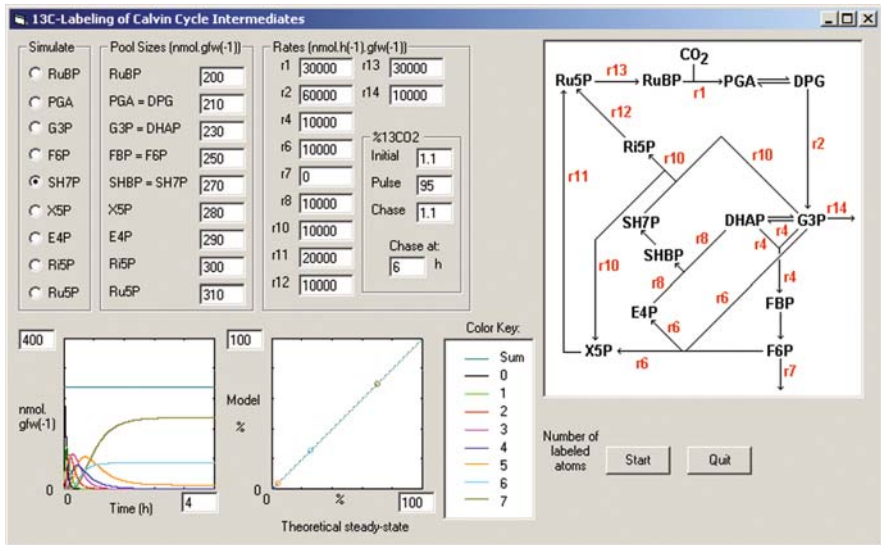 13C-Labeling of Calvin Cycle Intermediates
Simulate
RuBP
PGA
G3P
F6P
SH7P
X5P
E4P
Ri5P
Ru5P
Pool Sizes (nmol.gfw(-1))
RuBP 200
PGA = DPG 210
G3P = DHAP 230
FBP = F6P 250
SHBP = SH7P 270
X5P 280
E4P 290
Ri5P 300
Ru5P 310
Rates (nmol.h(-1).gfw(-1))
r1 30000 r13 30000
r2 60000 r14 10000
r4 10000
r6 10000
r7 0
r8 10000
r10 10000
r11 20000
r12 10000
%13CO2
Initial 1.1
Pulse 95
Chase 1.1
Chase at:
6 h
CO2
Ru5P r13 RuBP r1 PGA DPG
r12
Ri5P
r10 r10 r2
r11
SH7P DHAP r4 G3P r14
r8 r4
SHBP
r10 r8 r6 r4
E4P FBP
r6
X5P r6 F6P
r7
400
nmol.
gfw(-1)
0
0 4
Time (h)
100
Model
%
0
0 % 100
Theoretical steady-state
Color Key:
Sum
0
1
2
3
4
5
6
7
Number of
labeled
atoms
Start Quit